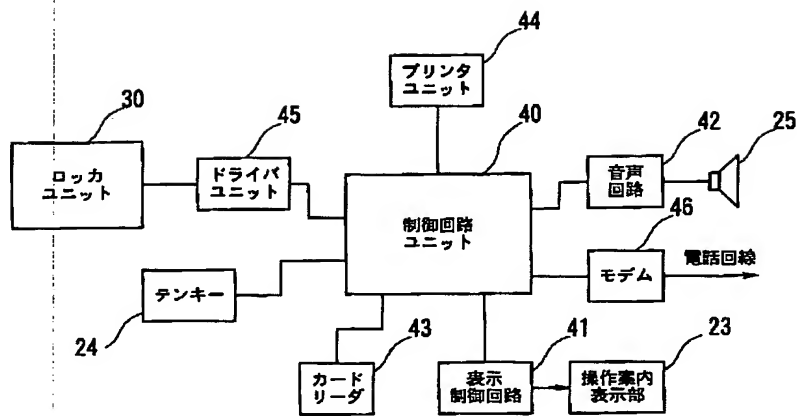 44
プリンタ
ユニット
30
45
40
42
25
ロッカ
ユニット
ドライバ
ユニット
音声
回路
制御回路
ユニット
46
電話回線
モデム
テンキー
24
43
41
23
カード
リーダ
表示
制御回路
操作案内
表示部